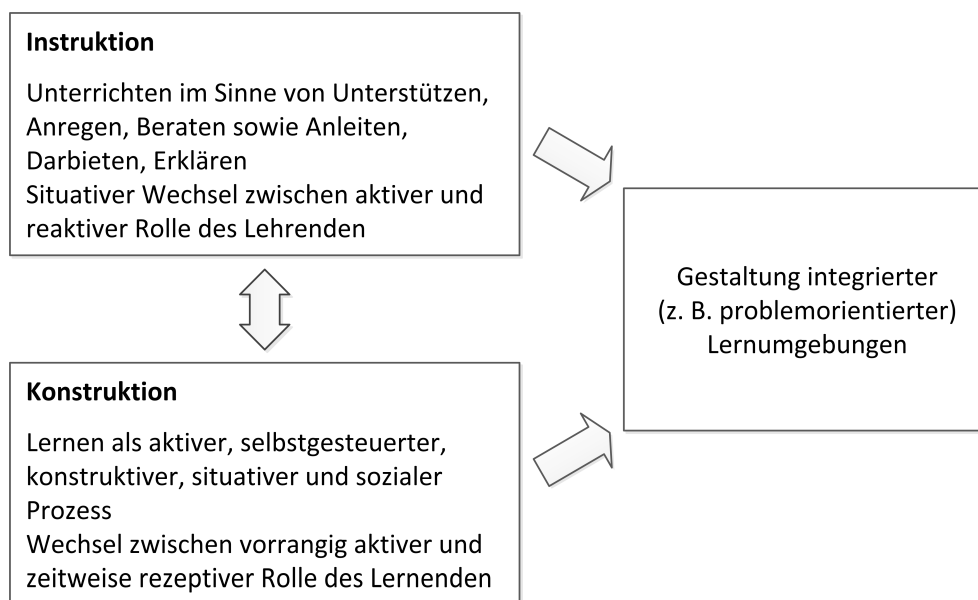 Instruktion
Unterrichten im Sinne von Unterstützen,
Anregen, Beraten sowie Anleiten,
Darbieten, Erklären
Situativer Wechsel zwischen aktiver und
reaktiver Rolle des Lehrenden
Gestaltung integrierter
(z. B. problemorientierter)
Lernumgebungen
Konstruktion
Lernen als aktiver, selbstgesteuerter,
konstruktiver, situativer und sozialer
Prozess
Wechsel zwischen vorrangig aktiver und
zeitweise rezeptiver Rolle des Lernenden